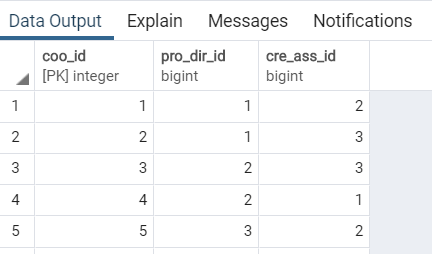 Data Output Explain Messages Notifications
coo_id pro_dir_id cre_ass_id
[PK] integer bigint bigint
1 1 1 2
2 2 1 3
3 3 2 3
4 4 2 1
5 5 3 2